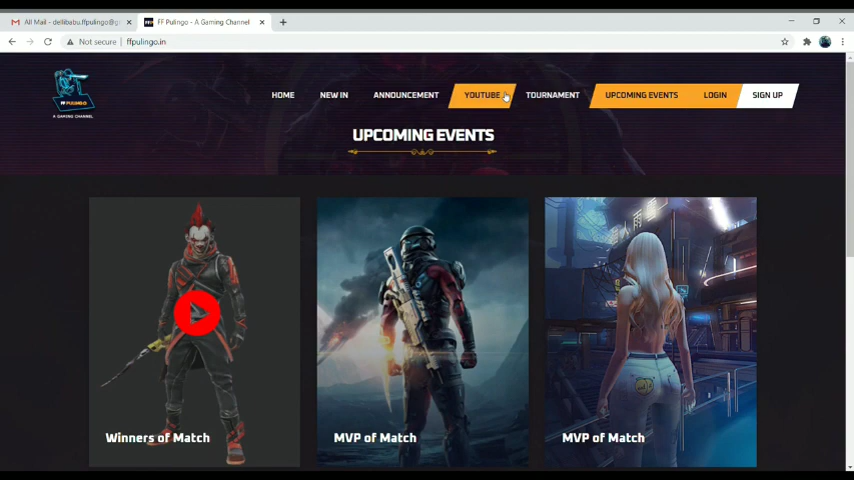 All Mail - deilibabu.ffpulingo@g
FF Pulingo - A Gaming Channel
Not secure | ffpulingo.in
FF PULINGO
A GAMING CHANNEL
HOME NEW IN ANNOUNCEMENT YOUTUBE TOURNAMENT UPCOMING EVENTS LOGIN SIGN UP
UPCOMING EVENTS
Winners of Match
MVP of Match
MVP of Match